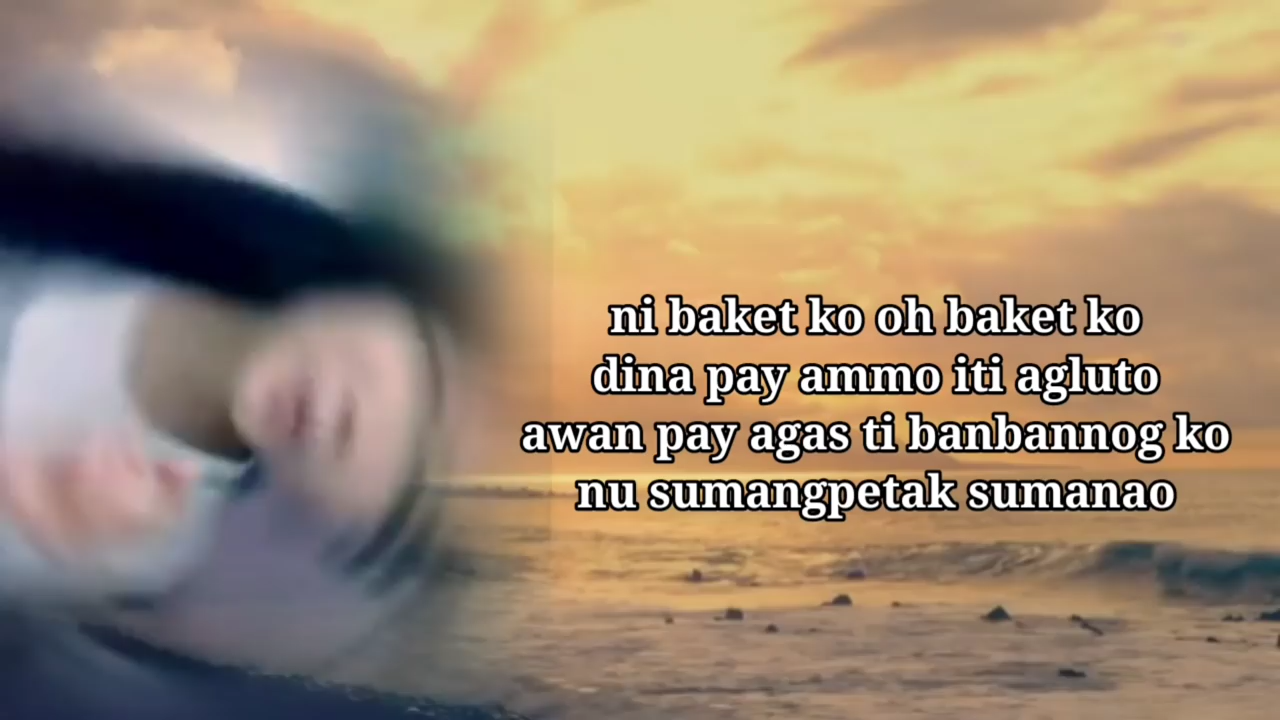 ni baket ko oh baket ko
dina pay ammo iti agluto
awan pay agas ti banbannog ko
nu sumangpetak sumanao